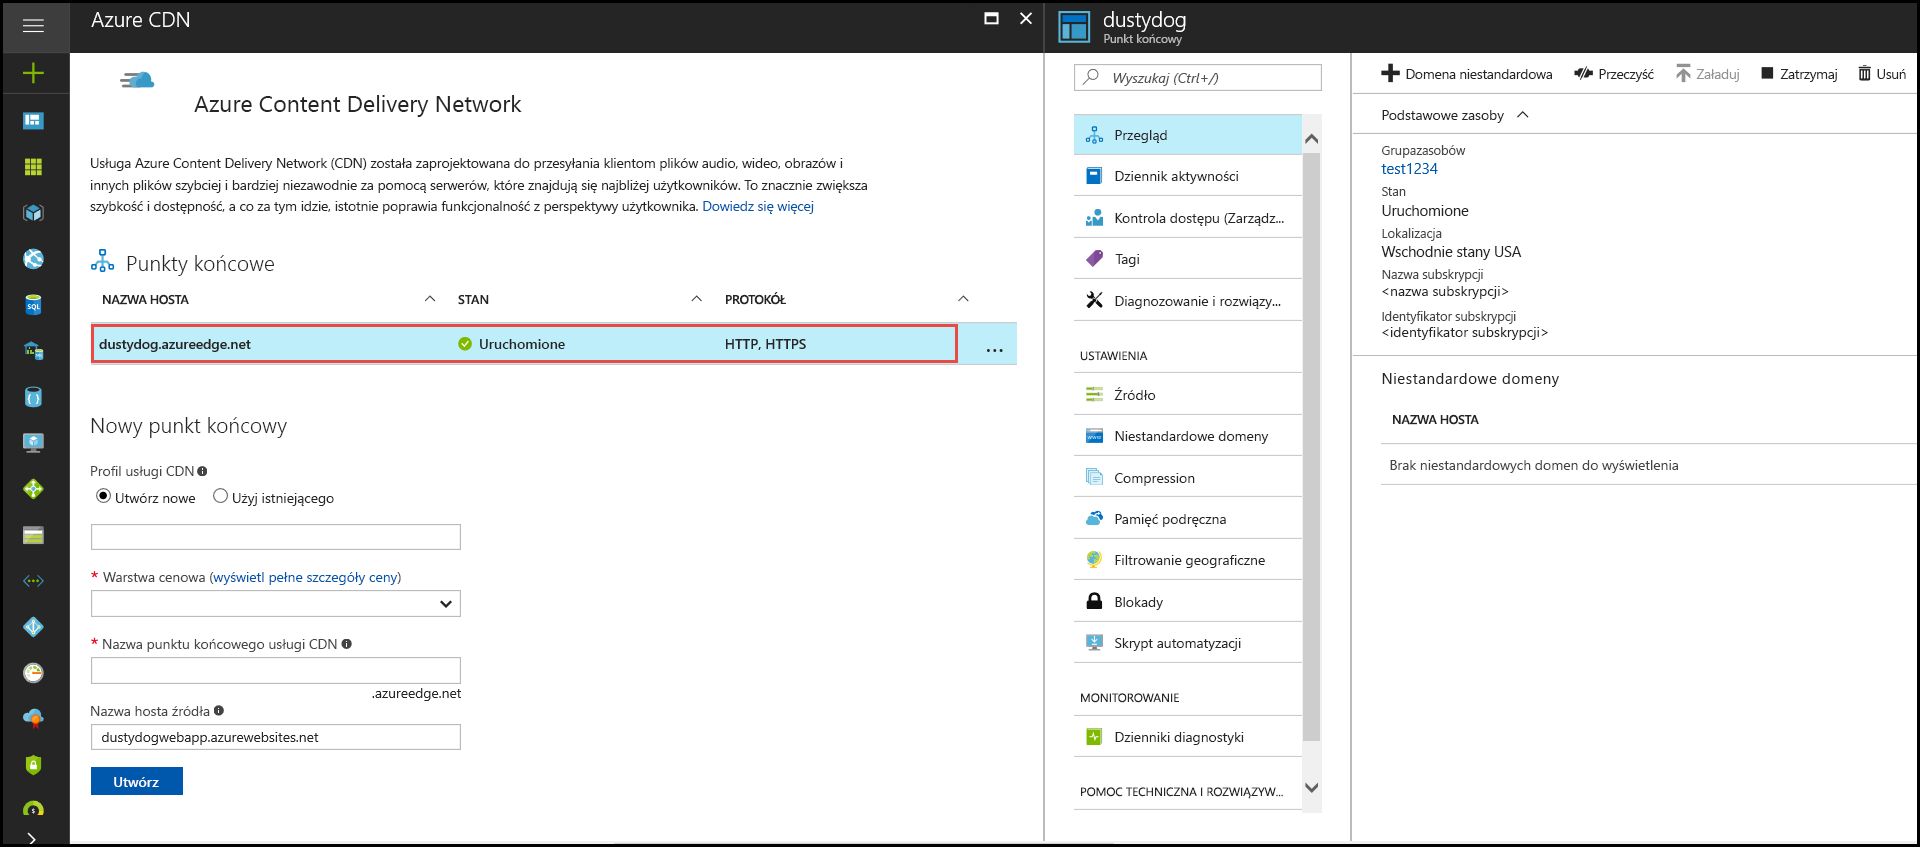 Azure CDN
Azure Content Delivery Network
Usługa Azure Content Delivery Network (CDN) została zaprojektowana do przesyłania klientom plików audio, wideo, obrazów i
innych plików szybciej i bardziej niezawodnie za pomocą serwerów, które znajdują się najbliżej użytkowników. To znacznie zwiększa
szybkość i dostępność, a co za tym idzie, istotnie poprawia funkcjonalność z perspektywy użytkownika. Dowiedz się więcej
Punkty końcowe
NAZWA HOSTA STAN PROTOKÓŁ
dustydog.azureedge.net Uruchomione HTTP, HTTPS ...
Nowy punkt końcowy
Profil usługi CDN
Utwórz nowe Użyj istniejącego
* Warstwa cenowa (wyświetl pełne szczegóły ceny)
* Nazwa punktu końcowego usługi CDN
.azureedge.net
Nazwa hosta źródła
dustydogwebapp.azurewebsites.net
Utwórz
SQL
dustydog
Punkt końcowy
Wyszukaj (Ctrl+/)
Przegląd
Dziennik aktywności
Kontrola dostępu (Zarządz...
Tagi
Diagnozowanie i rozwiązy...
USTAWIENIA
Źródło
Niestandardowe domeny
Compression
Pamięć podręczna
Filtrowanie geograficzne
Blokady
Skrypt automatyzacji
MONITOROWANIE
Dzienniki diagnostyki
POMOC TECHNICZNA I ROZWIĄZYW...
Domena niestandardowa Przeczyść Załaduj Zatrzymaj Usuń
Podstawowe zasoby
Grupazasobów
test1234
Stan
Uruchomione
Lokalizacja
Wschodnie stany USA
Nazwa subskrypcji
<nazwa subskrypcji>
Identyfikator subskrypcji
<identyfikator subskrypcji>
Niestandardowe domeny
NAZWA HOSTA
Brak niestandardowych domen do wyświetlenia